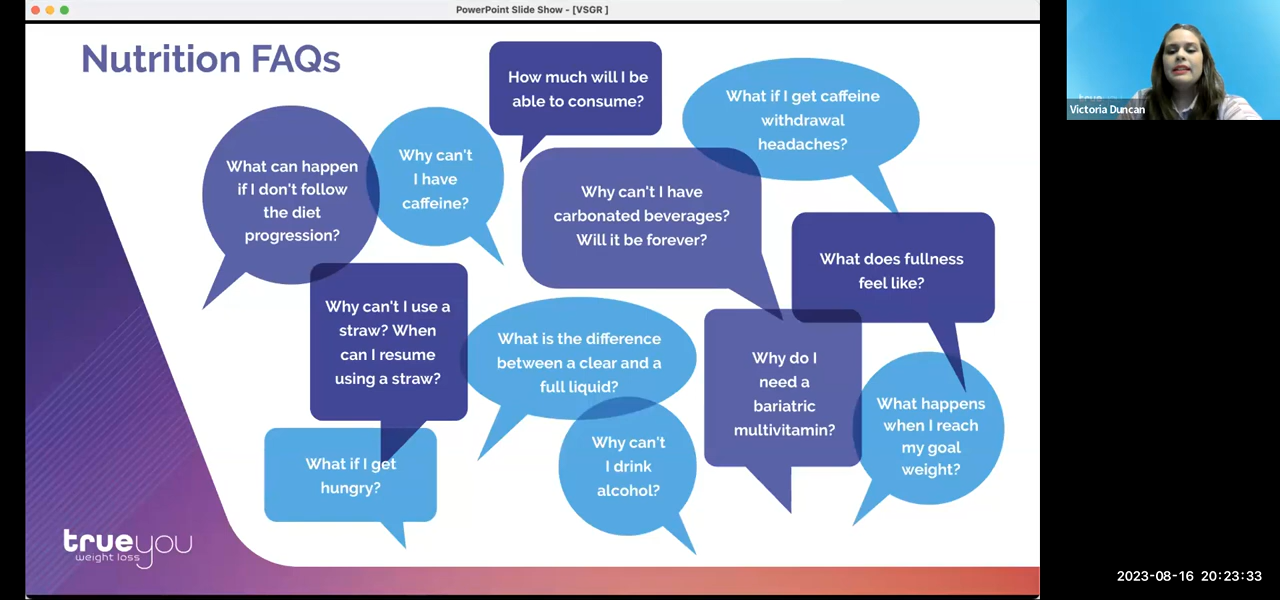 PowerPoint Slide Show - [VSGR ]
Nutrition FAQs
How much will I be
able to consume?
What if I get caffeine
withdrawal
headaches?
What can happen
if I don't follow
the diet
progression?
Why can't
I have
caffeine?
Why can't I have
carbonated beverages?
Will it be forever?
What does fullness
feel like?
Why can't I use a
straw? When
can I resume
using a straw?
What is the difference
between a clear and a
full liquid?
Why do I
need a
bariatric
multivitamin?
What happens
when I reach
my goal
weight?
What if I get
hungry?
Why can't
I drink
alcohol?
trueyou
weight loss
true
Victoria Duncan
2023-08-16 20:23:33